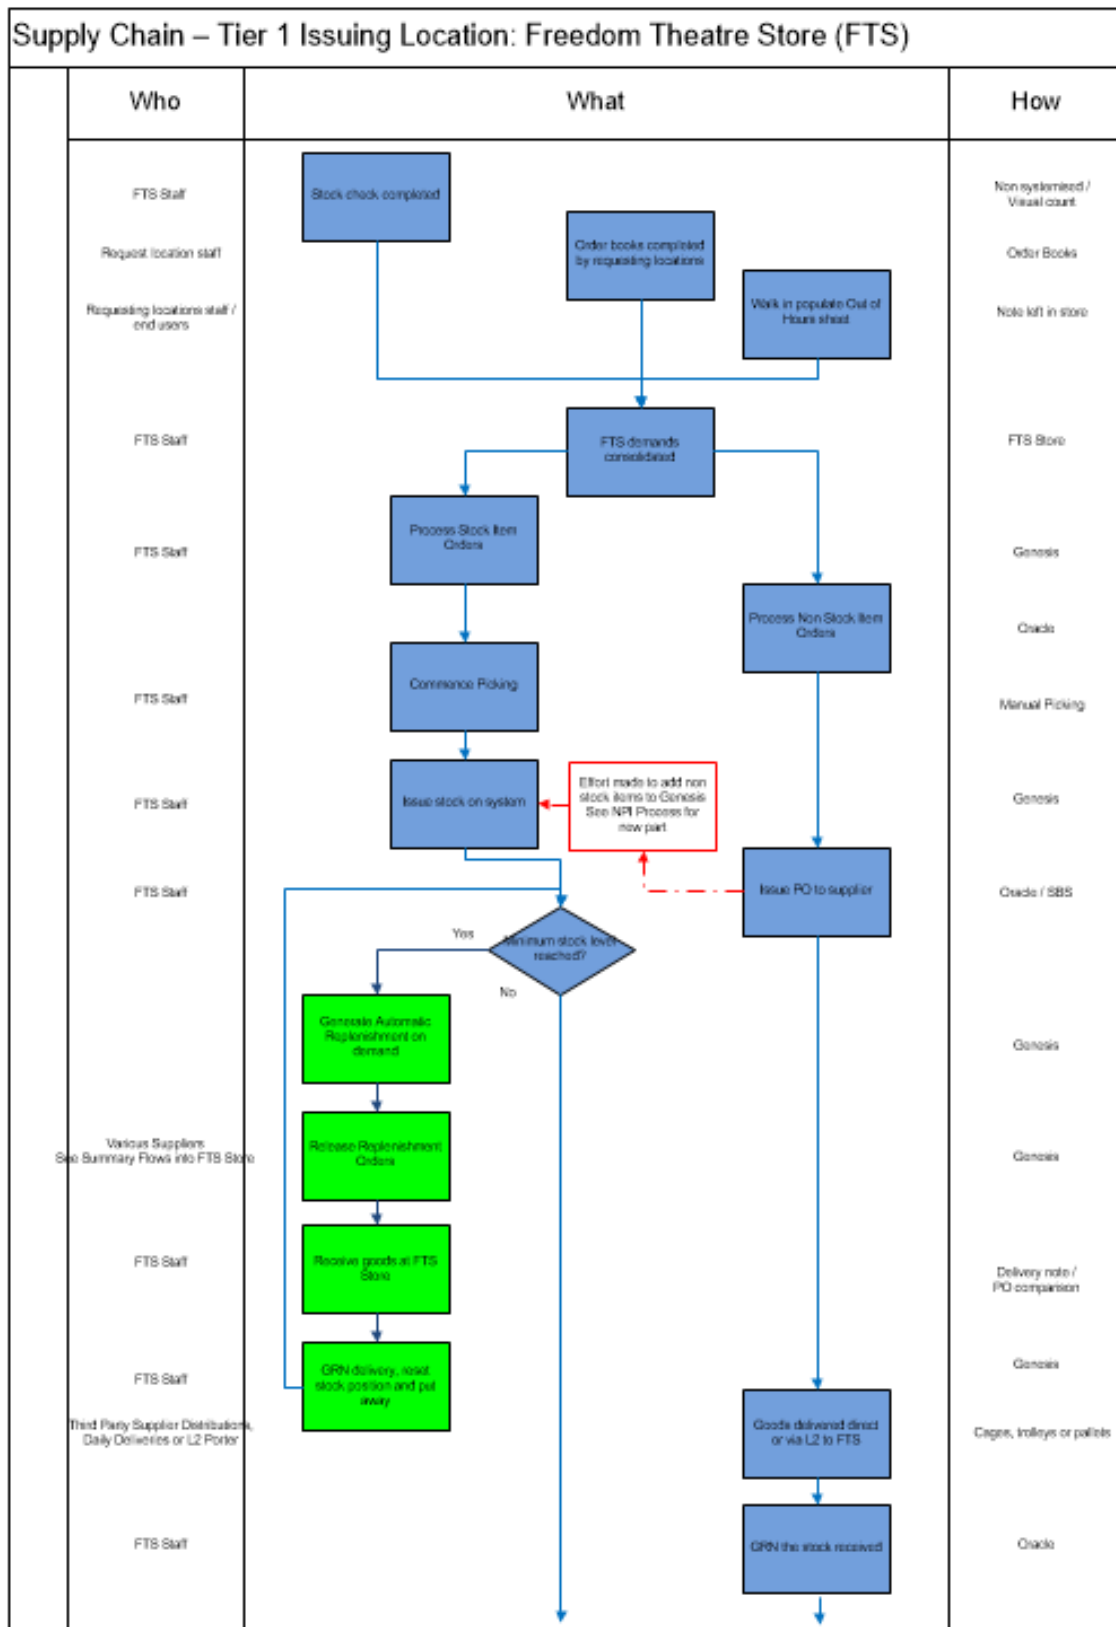 Supply Chain – Tier 1 Issuing Location: Freedom Theatre Store (FTS)
Who
What
How
FTS Staff
Stock check completed
Non systemised /
Visual count
Request location staff
Order books completed
by requesting locations
Order Books
Requesting locations staff /
end users
Walk in populate Out of
Hours sheet
Note left in store
FTS Staff
FTS demands
consolidated
FTS Store
FTS Staff
Process Stock Item
Orders
Genesis
Process Non Stock Item
Orders
Oracle
FTS Staff
Commence Picking
Manual Picking
FTS Staff
Issue stock on system
Effort made to add non
stock items to Genesis
See NPI Process for
new part
Genesis
FTS Staff
Issue PO to supplier
Oracle / SBS
Yes
Minimum stock level
reached?
No
Generate Automatic
Replenishment on
demand
Genesis
Various Suppliers
See Summary Flows into FTS Store
Release Replenishment
Orders
Genesis
FTS Staff
Receive goods at FTS
Store
Delivery note /
PO comparison
FTS Staff
GRN delivery, reset
stock position and put
away
Genesis
Third Party Supplier Distributions,
Daily Deliveries or L2 Porter
Goods delivered direct
or via L2 to FTS
Cages, trolleys or pallets
FTS Staff
GRN the stock received
Oracle